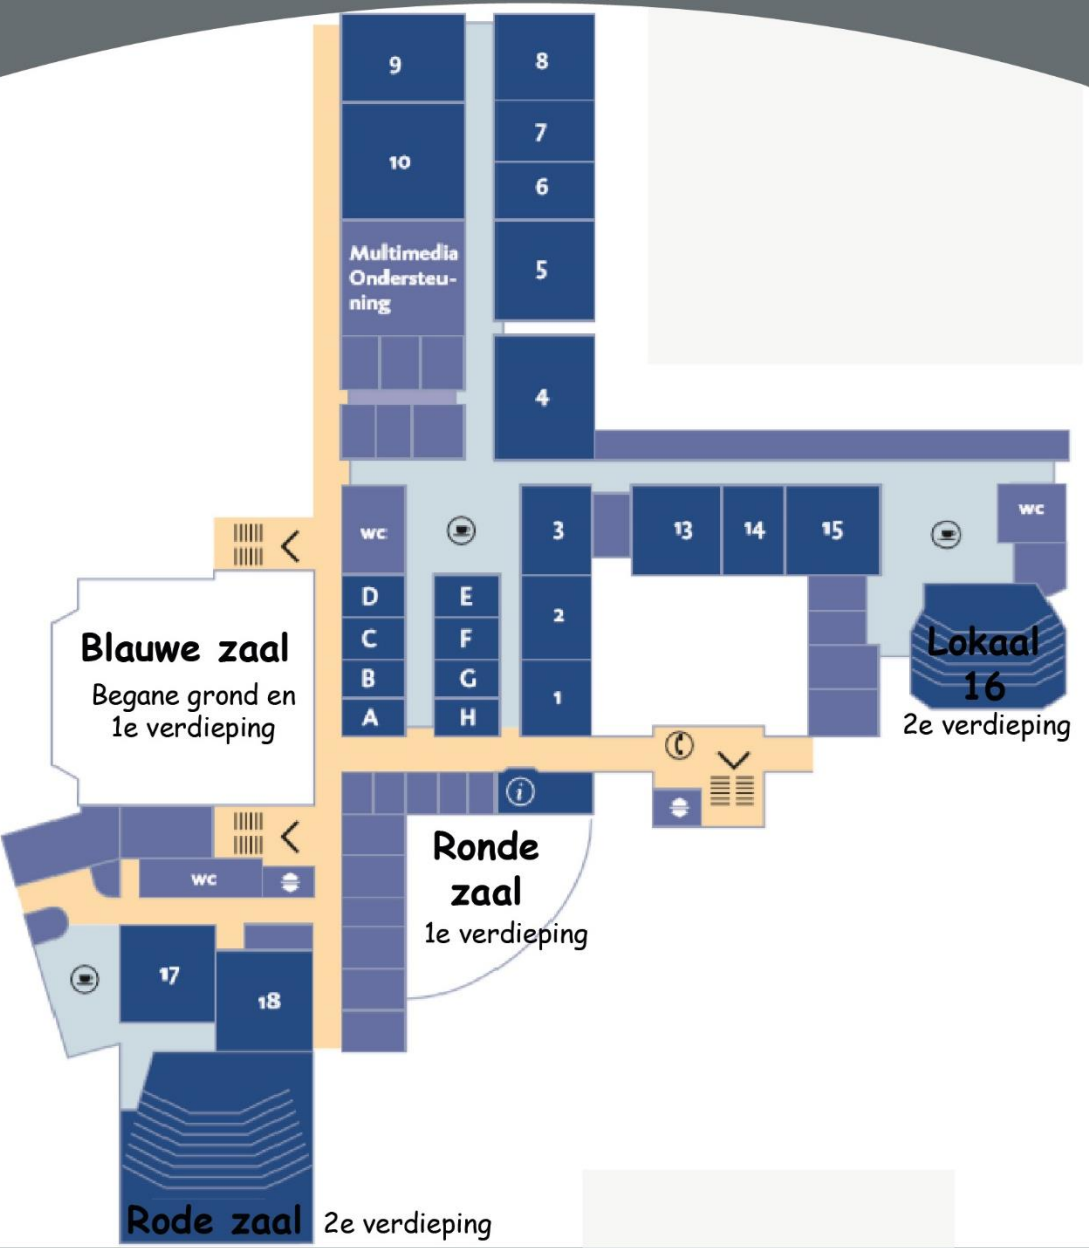 9
8
7
10
6
Multimedia
Ondersteu-
ning
5
4
wc
3
13
14
15
wc
D
E
2
C
F
B
G
1
A
H
Blauwe zaal
Begane grond en
1e verdieping
Lokaal
16
2e verdieping
i
Ronde
zaal
1e verdieping
wc
17
18
Rode zaal 2e verdieping